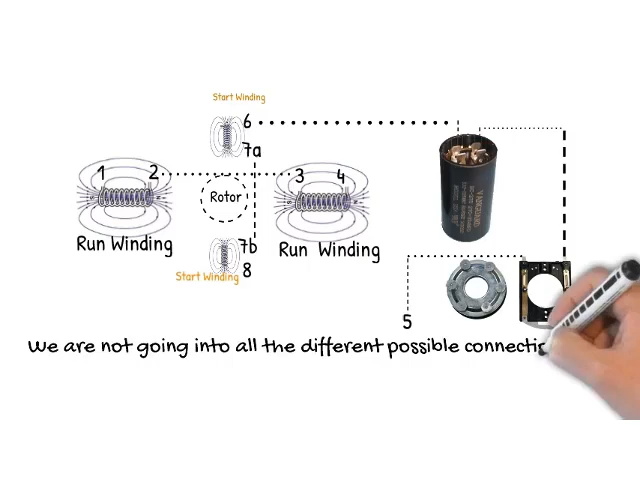 Start Winding
6
7a
1
2
3
4
Rotor
Run Winding
Run Winding
7b
Start Winding
8
5
We are not going into all the different possible connecti